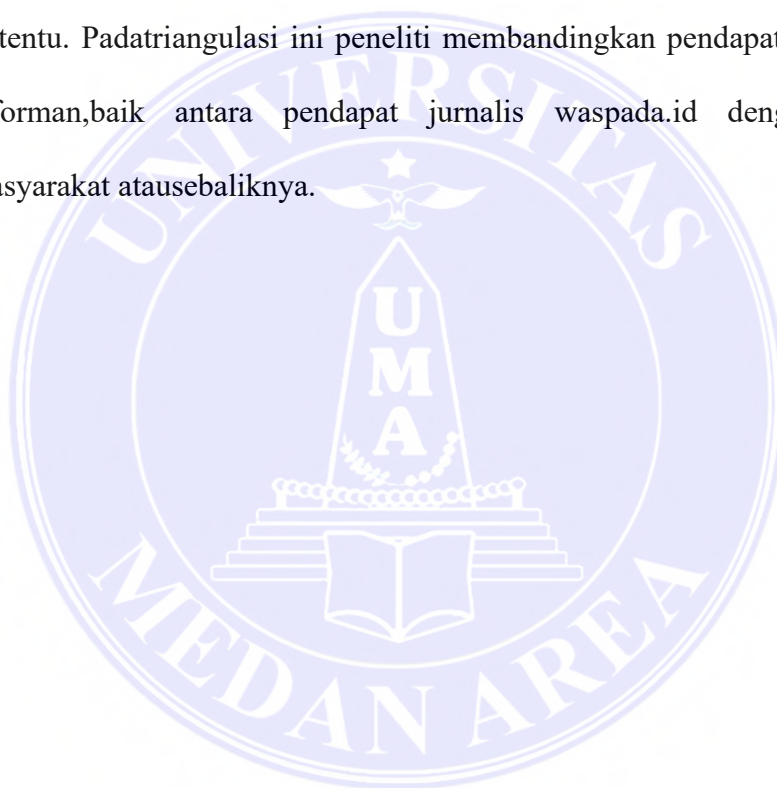 tentu. Padatriangulasi ini peneliti membandingkan pendapat
forman,baik antara pendapat jurnalis waspada.id deng
asyarakat atausebaliknya.
UNIVERSITAS
UMA
MEDAN AREA